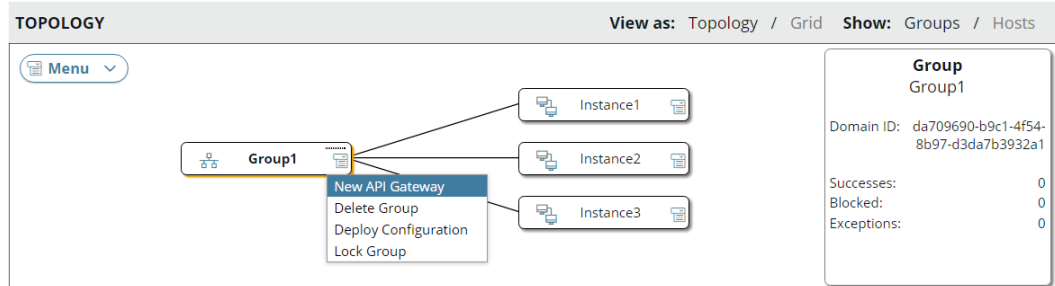 TOPOLOGY
View as: Topology / Grid Show: Groups / Hosts
Menu
Group1
Instance1
Instance2
Instance3
New API Gateway
Delete Group
Deploy Configuration
Lock Group
Group
Group1
Domain ID: da709690-b9c1-4f54-
8b97-d3da7b3932a1
Successes: 0
Blocked: 0
Exceptions: 0